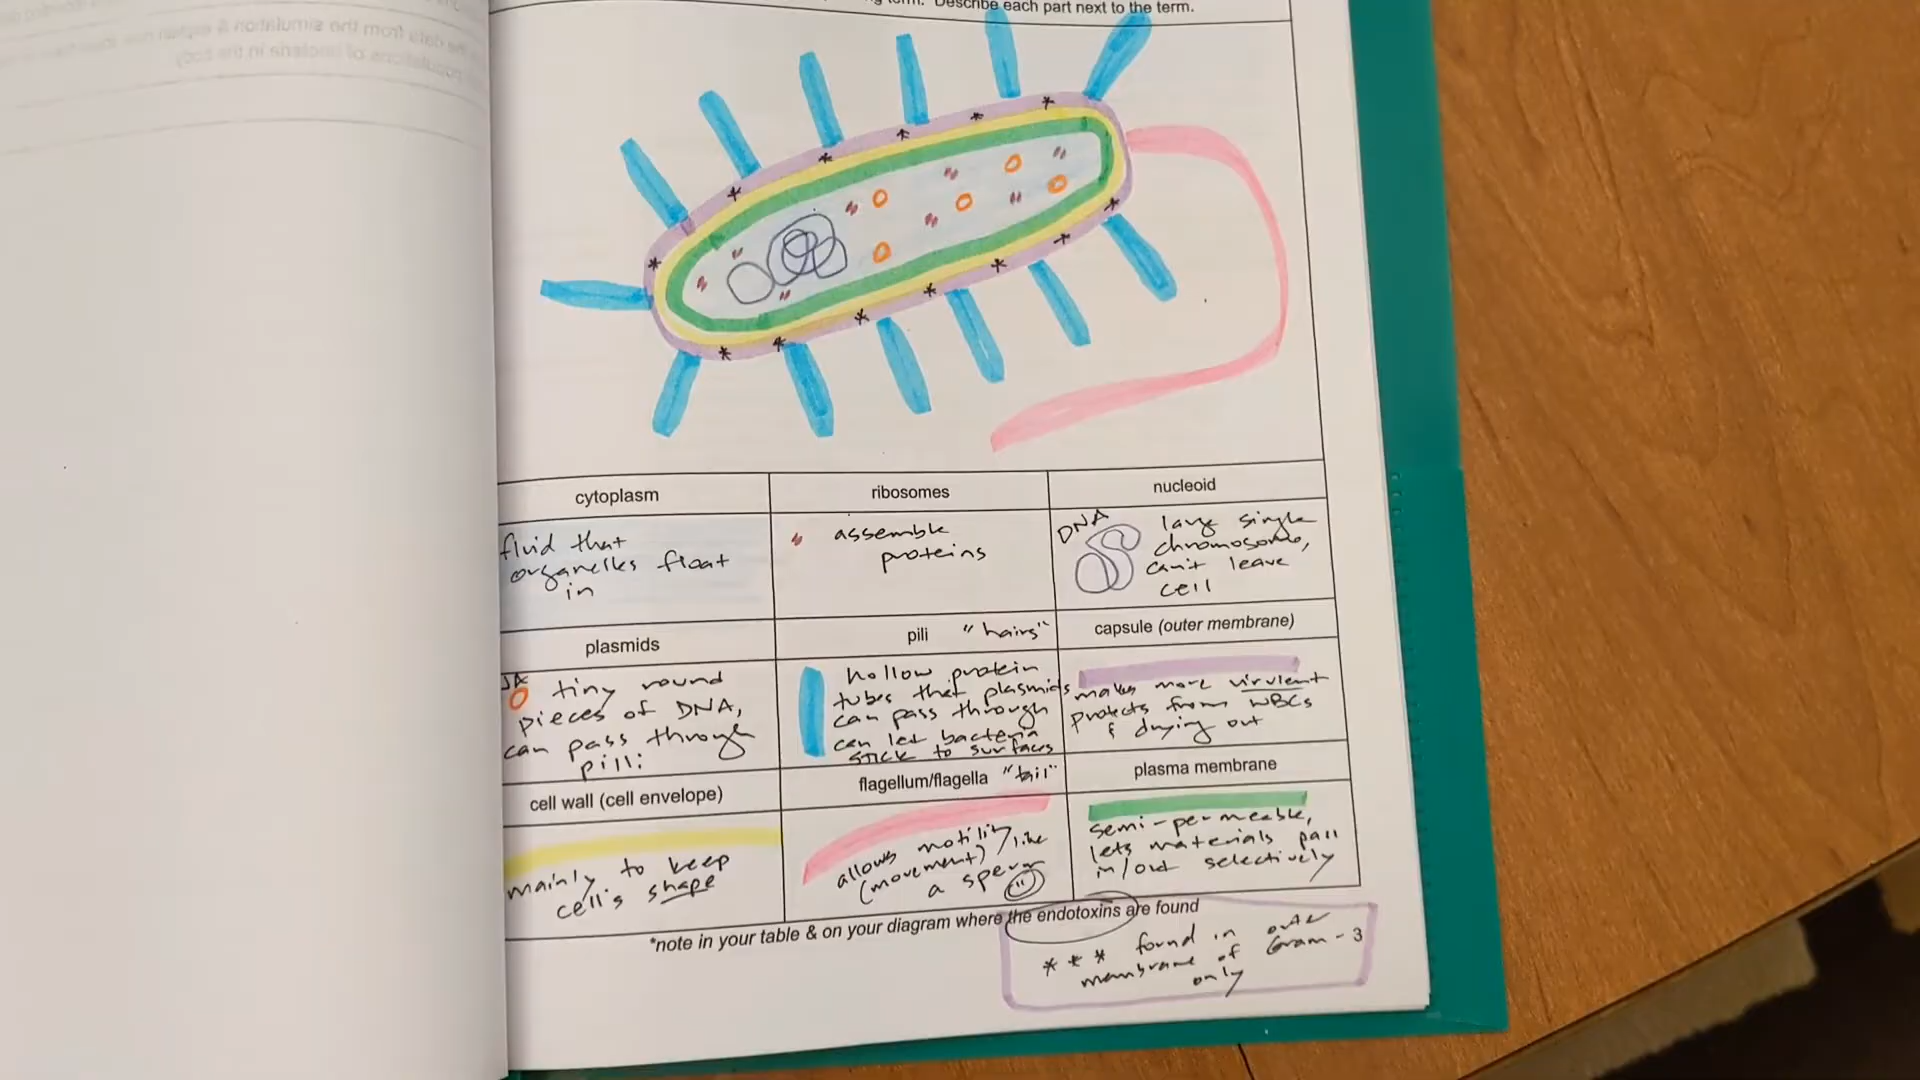 term. Describe each part next to the term.
cytoplasm
ribosomes
nucleoid
fluid that
organelles float
in
assemble
proteins
DNA
large single
chromosome,
can't leave
cell
plasmids
pili "hairs"
capsule (outer membrane)
tiny round
pieces of DNA,
can pass through
pilli
hollow protein
tubes that plasmids
can pass through
can let bacteria
stick to surfaces
makes more virulent
protects from WBCs
& drying out
cell wall (cell envelope)
flagellum/flagella "tail"
plasma membrane
mainly to keep
cell's shape
allows motility
(movement) like
a sperm
semi-permeable,
lets materials pass
in/out selectively
*note in your table & on your diagram where the endotoxins are found
*** found in outer
membrane of Gram -
only
3